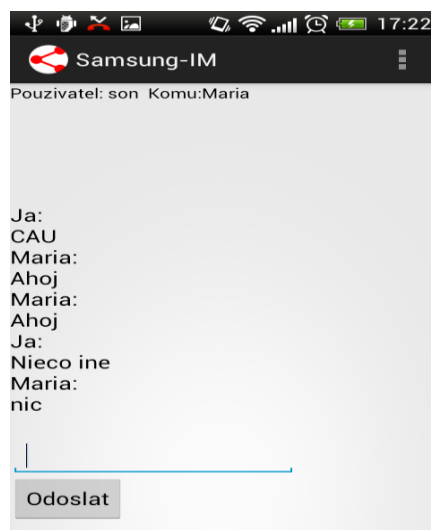 17:22
Samsung-IM
Pouzivatel: son Komu:Maria
Ja:
CAU
Maria:
Ahoj
Maria:
Ahoj
Ja:
Nieco ine
Maria:
nic
Odoslat